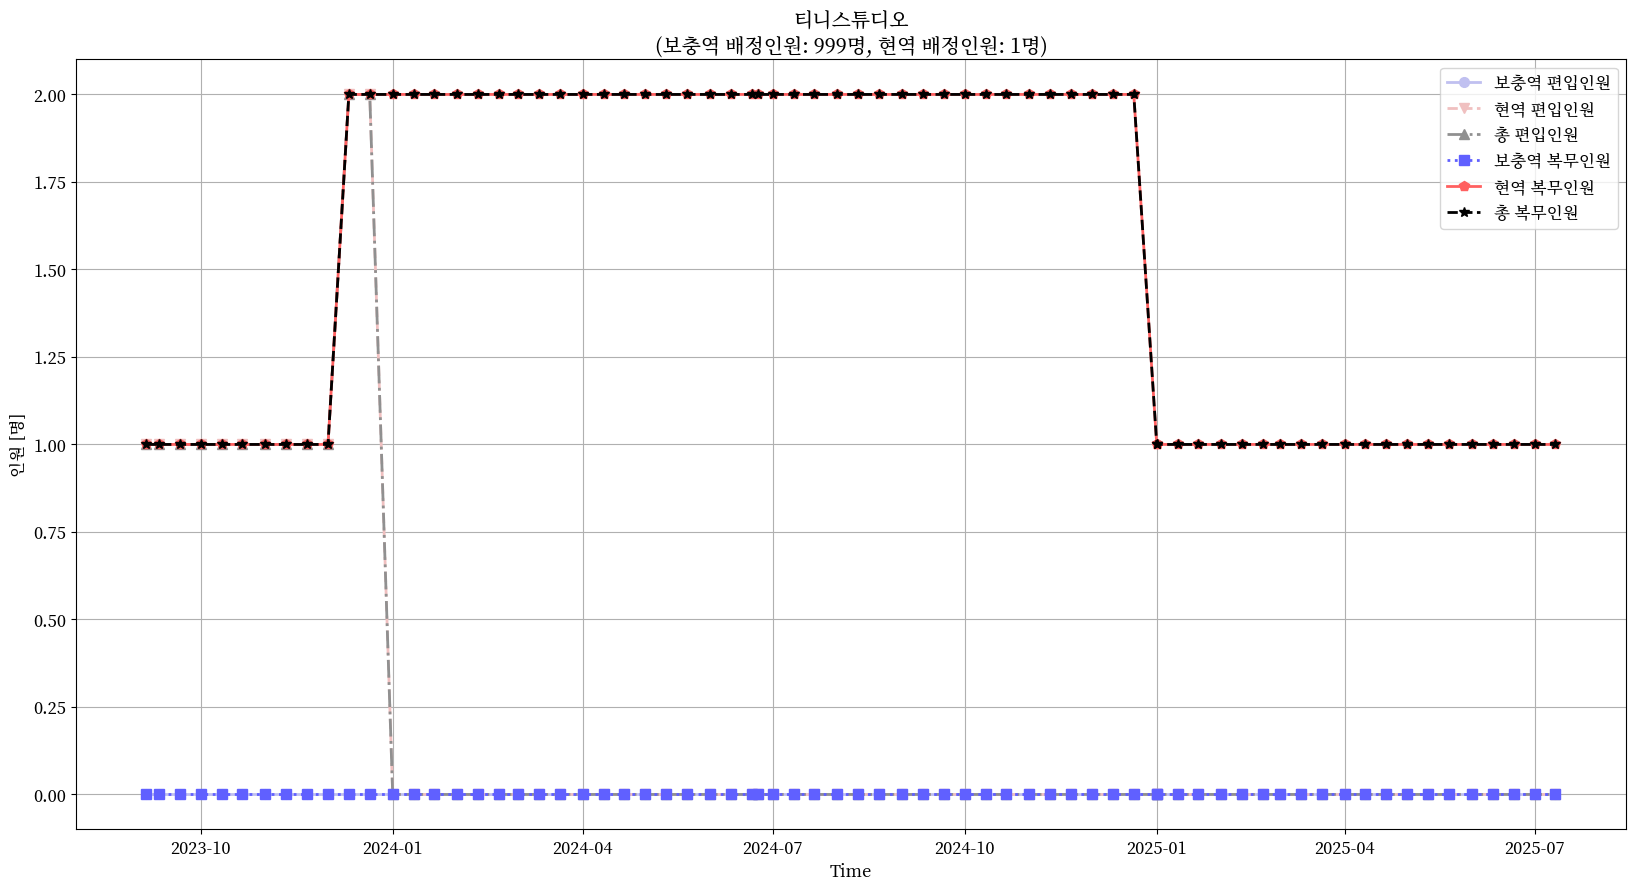 티니스튜디오
(보충역 배정인원: 999명, 현역 배정인원: 1명)
보충역 편입인원
현역 편입인원
총 편입인원
보충역 복무인원
현역 복무인원
총 복무인원
인원 [명]
2.00
1.75
1.50
1.25
1.00
0.75
0.50
0.25
0.00
2023-10
2024-01
2024-04
2024-07
2024-10
2025-01
2025-04
2025-07
Time